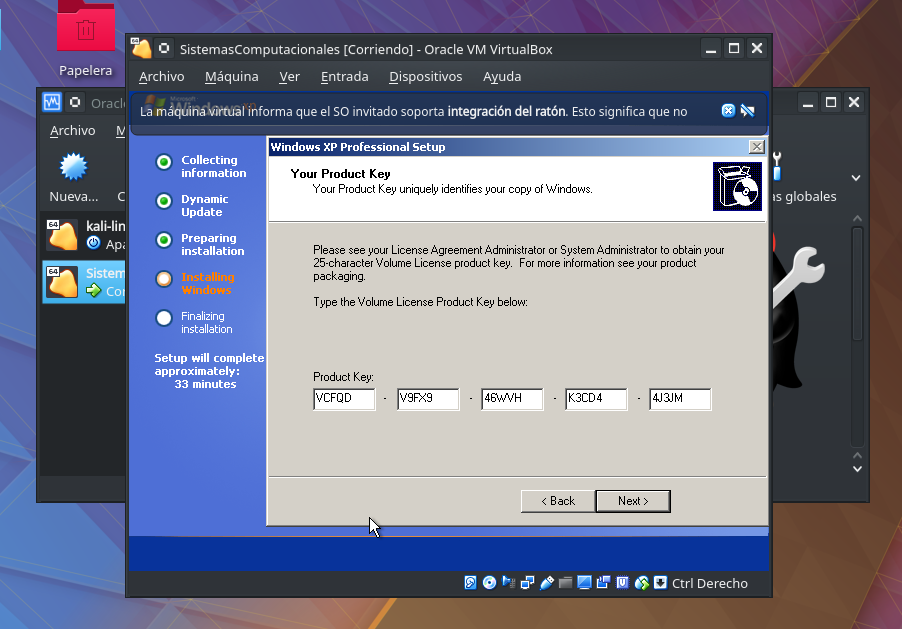 Papelera
SistemasComputacionales [Corriendo] - Oracle VM VirtualBox
Archivo Máquina Ver Entrada Dispositivos Ayuda
La máquina virtual informa que el SO invitado soporta integración del ratón. Esto significa que no
Oracle
Archivo M
Nueva... C
as globales
64
kali-lin
Apa
64
Sistem
Cor
Collecting
information
Dynamic
Update
Preparing
installation
Installing
Windows
Finalizing
installation
Setup will complete
approximately:
33 minutes
Windows XP Professional Setup
Your Product Key
Your Product Key uniquely identifies your copy of Windows.
Please see your License Agreement Administrator or System Administrator to obtain your
25-character Volume License product key. For more information see your product
packaging.
Type the Volume License Product Key below:
Product Key:
VCFQD - V9FX9 - 46WVH - K3CD4 - 4J3JM
< Back Next >
Ctrl Derecho